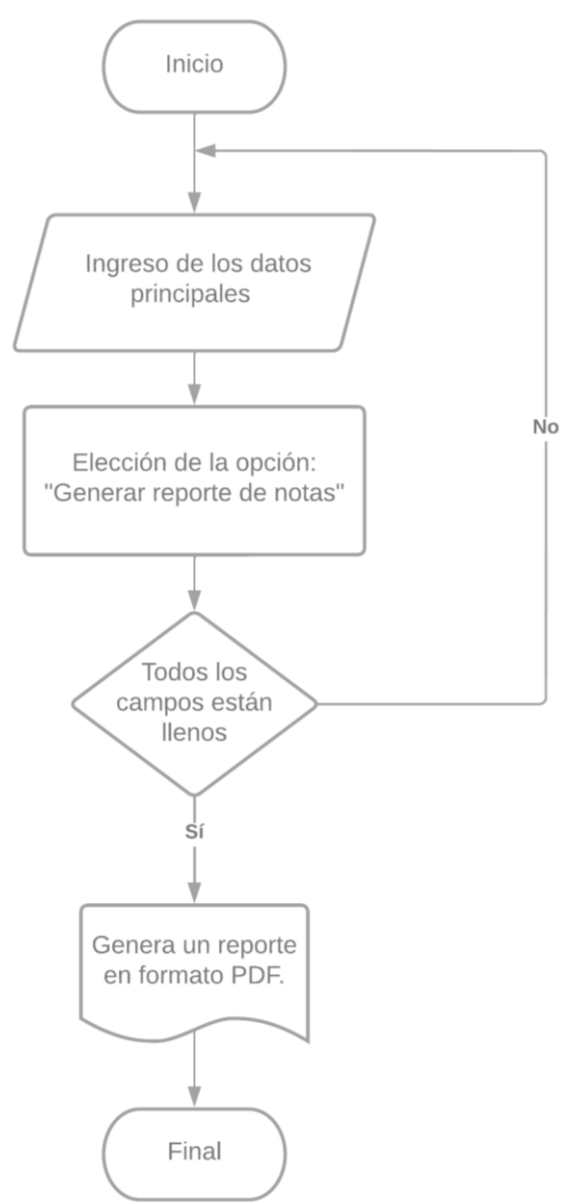 Inicio
Ingreso de los datos
principales
Elección de la opción:
"Generar reporte de notas"
No
Todos los
campos están
llenos
Sí
Genera un reporte
en formato PDF.
Final